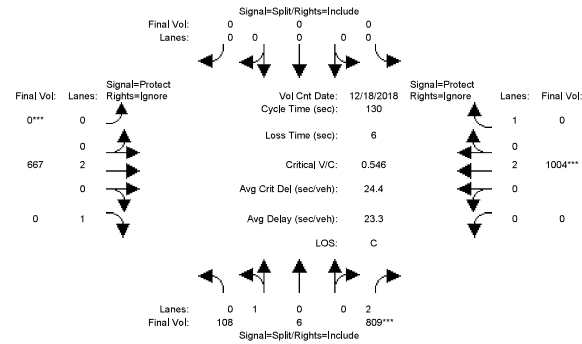 Signal=Split/Rights=Include
Final Vol: 0 0 0
Lanes: 0 0 0 0 0
Signal=Protect
Final Vol: Lanes: Rights=Ignore
Vol Cnt Date: 12/18/2018
Cycle Time (sec): 130
Signal=Protect
Rights=Ignore Lanes: Final Vol:
0*** 0
1 0
Loss Time (sec): 6
0
0
667 2
Critical V/C: 0.546
2 1004***
0
Avg Crit Del (sec/veh): 24.4
0
0 1
Avg Delay (sec/veh): 23.3
0 0
LOS: C
Lanes: 0 1 0 0 2
Final Vol: 108 6 809***
Signal=Split/Rights=Include